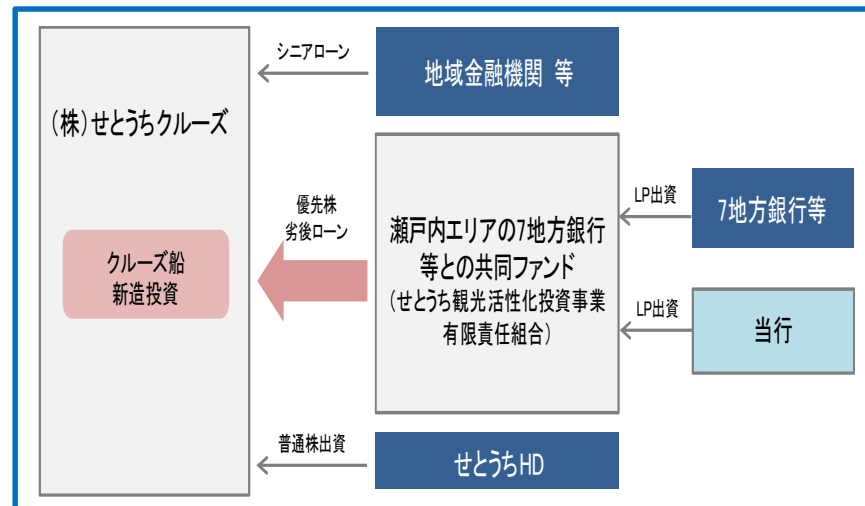 シニアローン
地域金融機関 等
(株)せとうちクルーズ
クルーズ船
新造投資
優先株
劣後ローン
瀬戸内エリアの7地方銀行
等との共同ファンド
(せとうち観光活性化投資事業
有限責任組合)
LP出資
7地方銀行等
LP出資
当行
普通株出資
せとうちHD